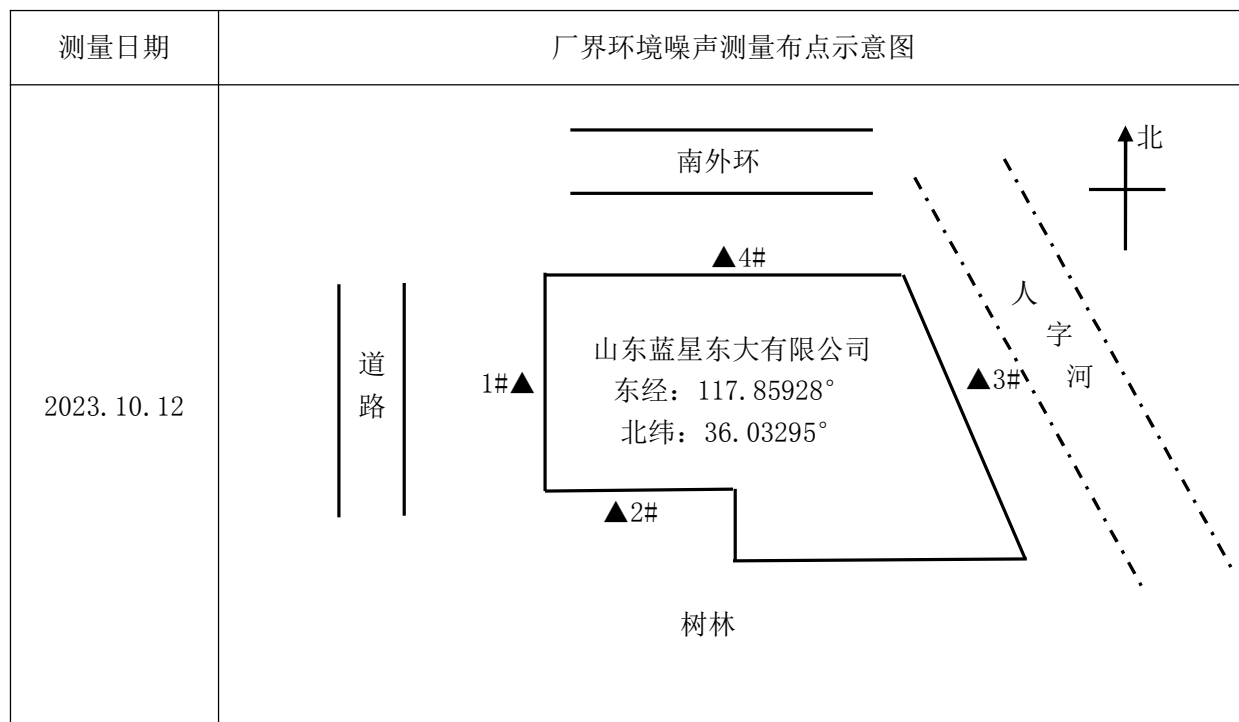 测量日期
厂界环境噪声测量布点示意图
2023.10.12
南外环
北
▲4#
道
路
1#▲
山东蓝星东大有限公司
东经：117.85928°
北纬：36.03295°
▲3#
人
字
河
▲2#
树林